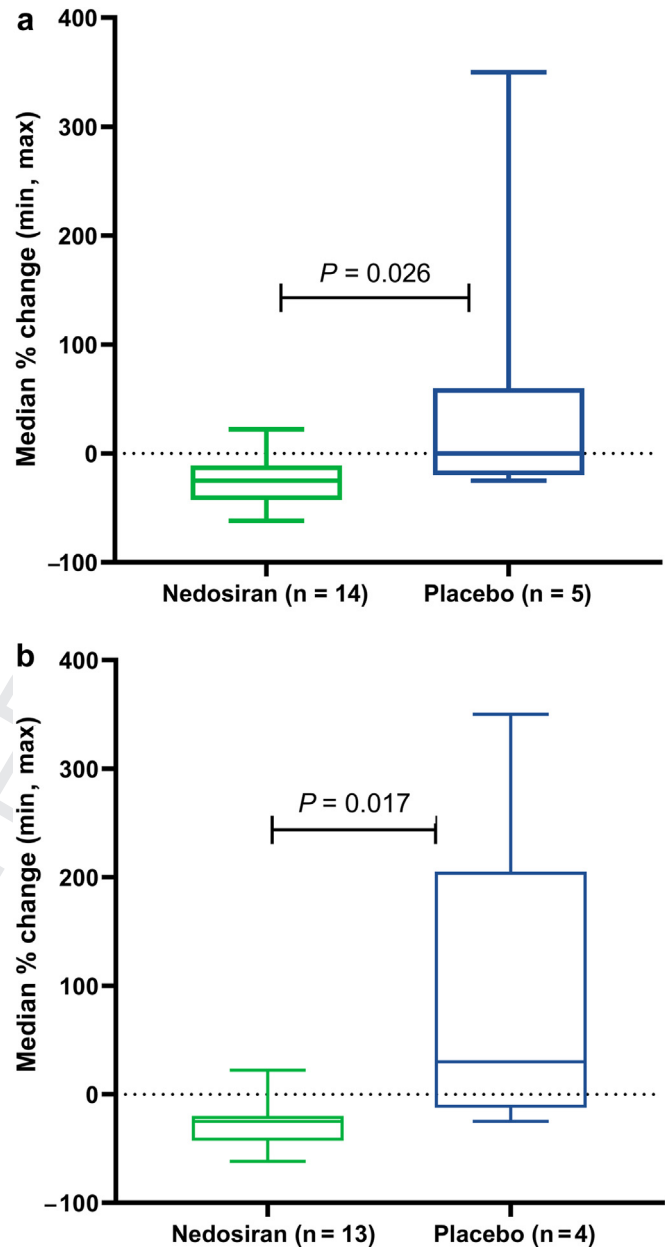 a
400
300
200
100
0
–100
Median % change (min, max)
P = 0.026
Nedosiran (n = 14) Placebo (n = 5)
b
400
300
200
100
0
–100
Median % change (min, max)
P = 0.017
Nedosiran (n = 13) Placebo (n = 4)